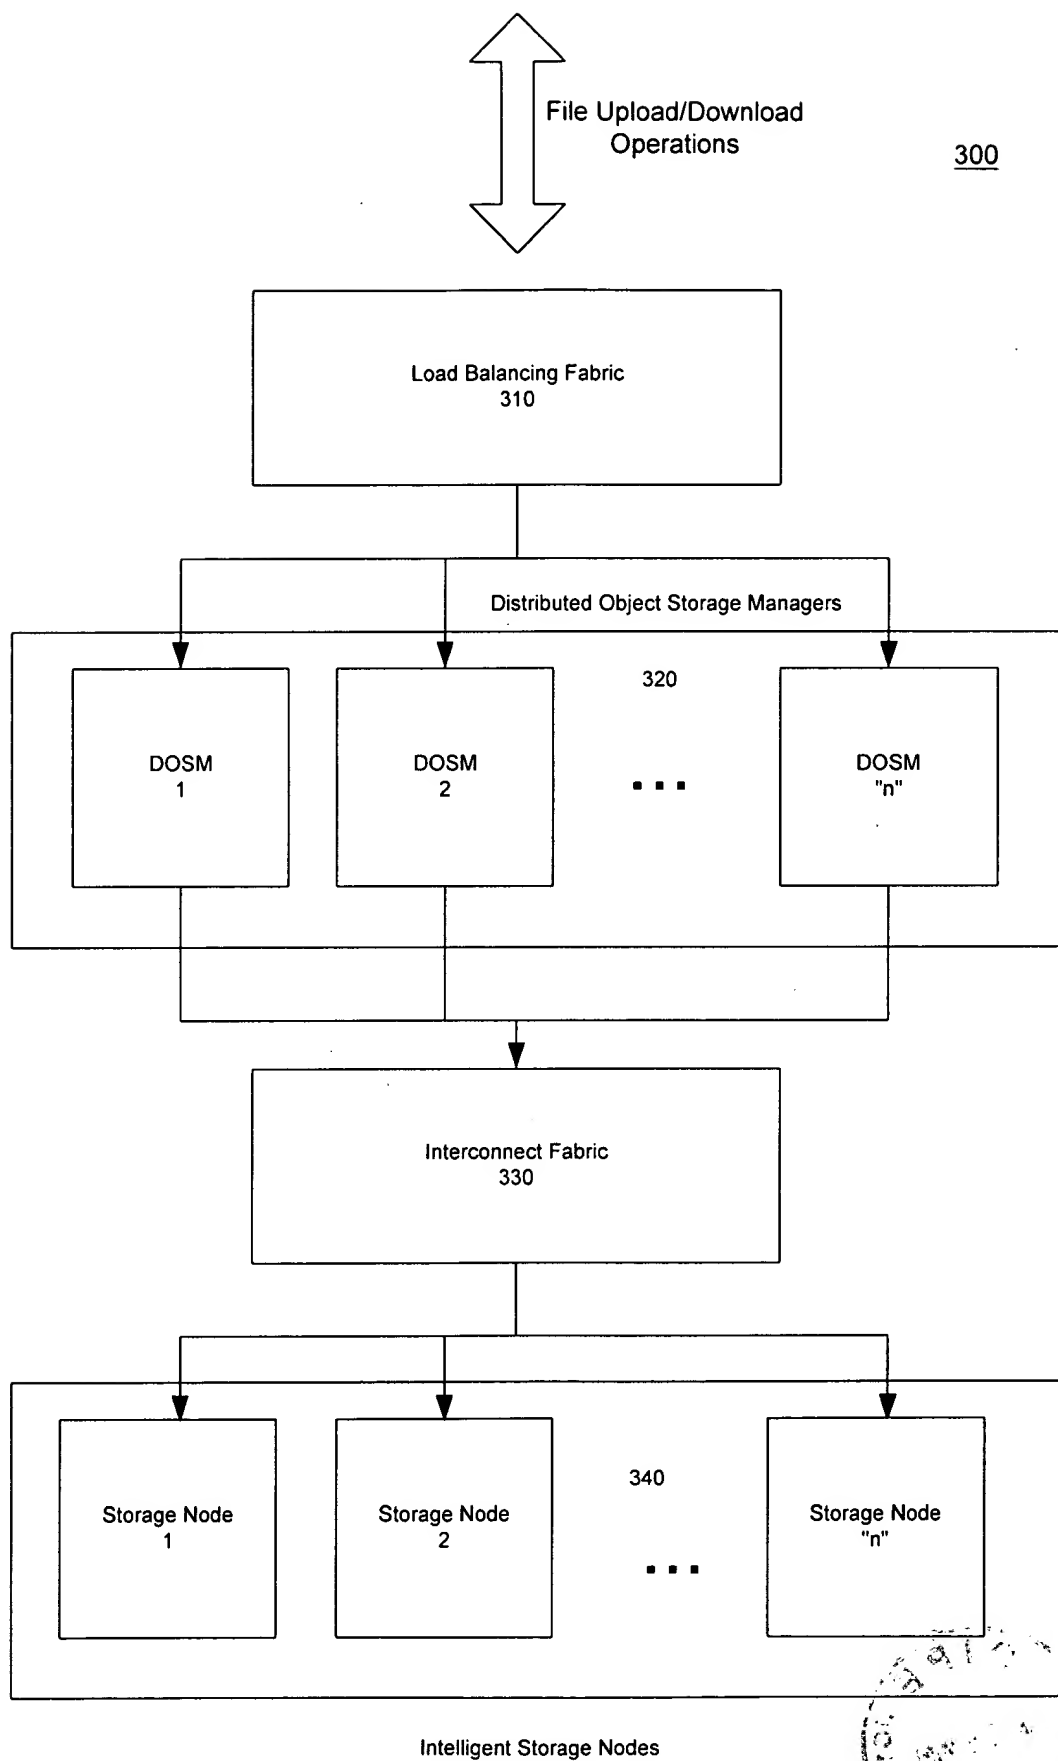 File Upload/Download
Operations
300
Load Balancing Fabric
310
Distributed Object Storage Managers
320
DOSM
1
DOSM
2
DOSM
"n"
Interconnect Fabric
330
340
Storage Node
1
Storage Node
2
Storage Node
"n"
Intelligent Storage Nodes